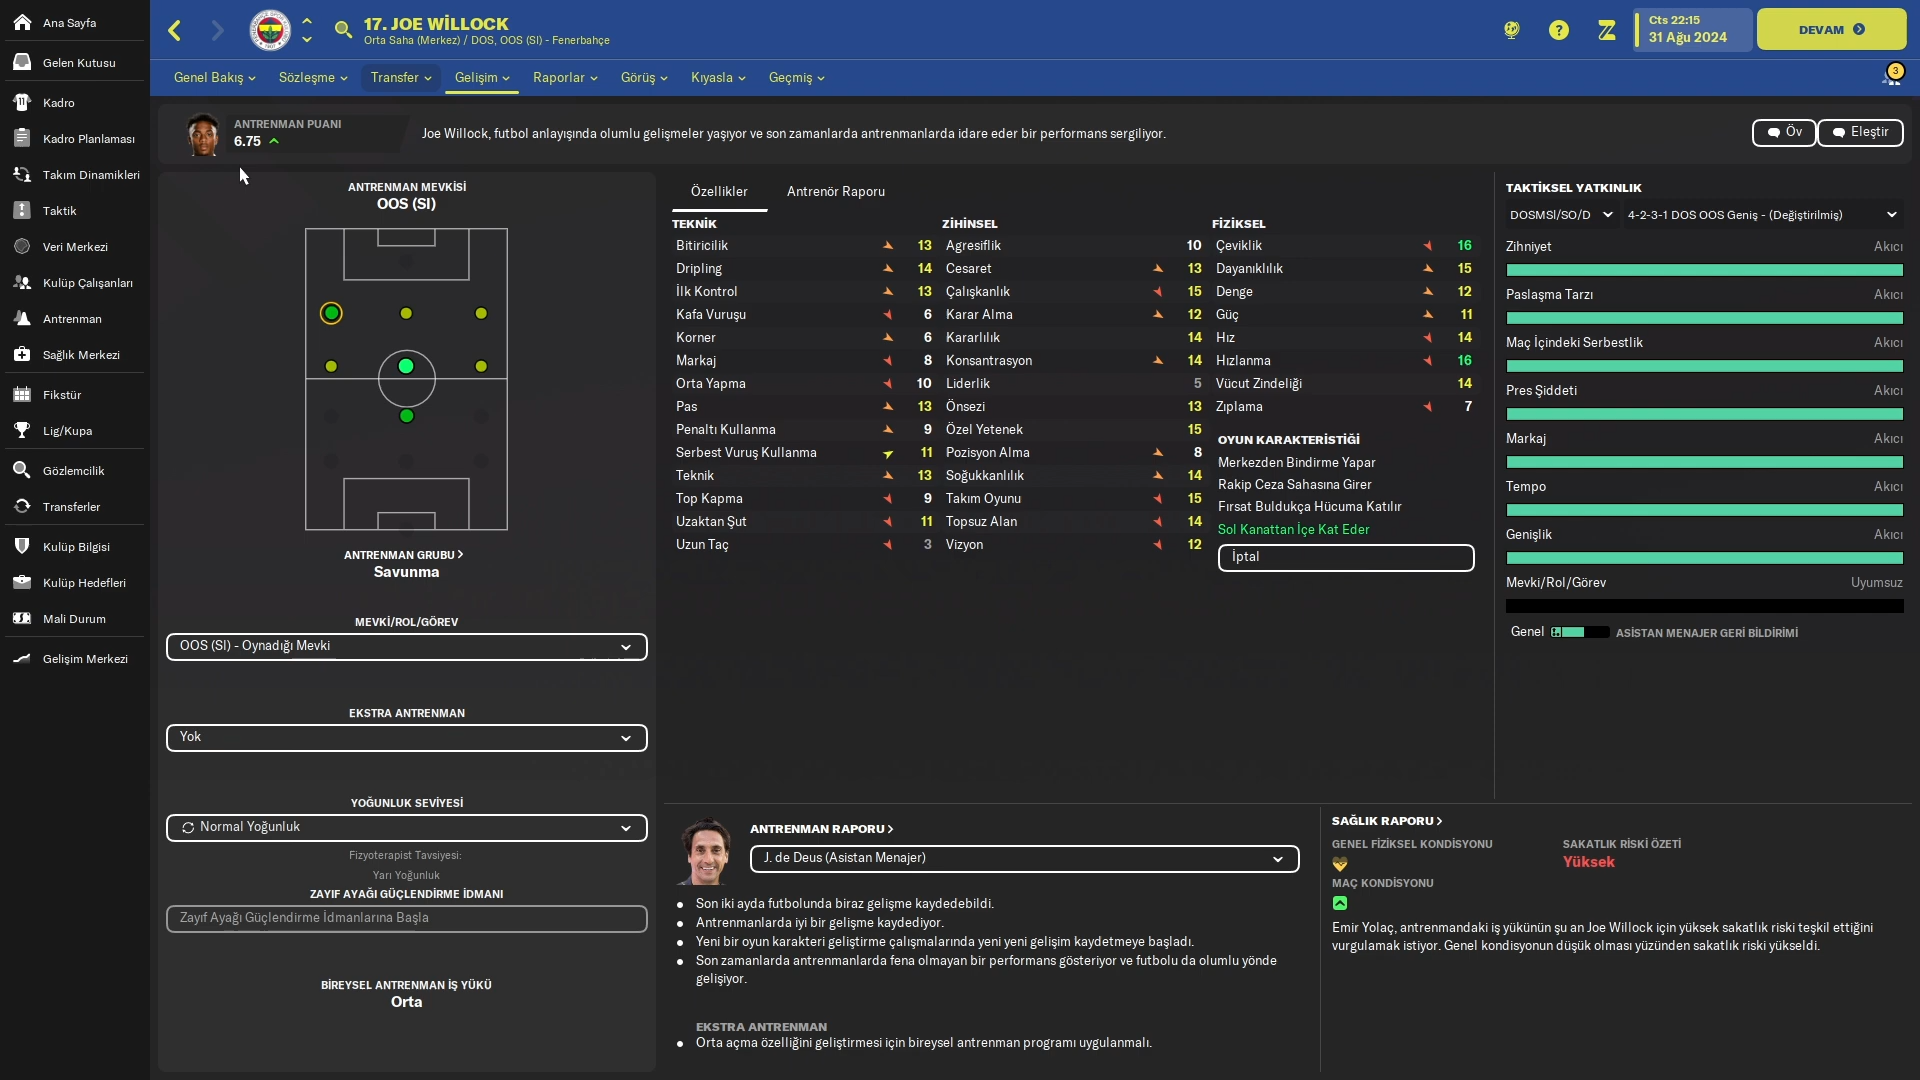 Ana Sayfa
Gelen Kutusu
Kadro
Kadro Planlaması
Takım Dinamikleri
Taktik
Veri Merkezi
Kulüp Çalışanları
Antrenman
Sağlık Merkezi
Fikstür
Lig/Kupa
Gözlemcilik
Transferler
Kulüp Bilgisi
Kulüp Hedefleri
Mali Durum
Gelişim Merkezi
17. JOE WİLLOCK
Orta Saha (Merkez) / DOS, OOS (Sl) - Fenerbahçe
Cts 22:15
31 Ağu 2024
DEVAM
Genel Bakış
Sözleşme
Transfer
Gelişim
Raporlar
Görüş
Kıyasla
Geçmiş
3
ANTRENMAN PUANI
6.75
Joe Willock, futbol anlayışında olumlu gelişmeler yaşıyor ve son zamanlarda antrenmanlarda idare eder bir performans sergiliyor.
Öv
Eleştir
ANTRENMAN MEVKİSİ
OOS (Sl)
ANTRENMAN GRUBU
Savunma
MEVKİ/ROL/GÖREV
OOS (Sl) - Oynadığı Mevki
EKSTRA ANTRENMAN
Yok
YOĞUNLUK SEVİYESİ
Normal Yoğunluk
Fizyoterapist Tavsiyesi:
Yarı Yoğunluk
ZAYIF AYAĞI GÜÇLENDİRME İDMANI
Zayıf Ayağı Güçlendirme İdmanlarına Başla
BİREYSEL ANTRENMAN İŞ YÜKÜ
Orta
Özellikler
Antrenör Raporu
TEKNİK
Bitiricilik 13
Dripling 14
İlk Kontrol 13
Kafa Vuruşu 6
Korner 6
Markaj 8
Orta Yapma 10
Pas 13
Penaltı Kullanma 9
Serbest Vuruş Kullanma 11
Teknik 13
Top Kapma 9
Uzaktan Şut 11
Uzun Taç 3
ZİHİNSEL
Agresiflik 10
Cesaret 13
Çalışkanlık 15
Karar Alma 12
Kararlılık 14
Konsantrasyon 14
Liderlik 5
Önsezi 13
Özel Yetenek 15
Pozisyon Alma 8
Soğukkanlılık 14
Takım Oyunu 15
Topsuz Alan 14
Vizyon 12
FİZİKSEL
Çeviklik 16
Dayanıklılık 15
Denge 12
Güç 11
Hız 14
Hızlanma 16
Vücut Zindeliği 14
Zıplama 7
OYUN KARAKTERİSTİĞİ
Merkezden Bindirme Yapar
Rakip Ceza Sahasına Girer
Fırsat Buldukça Hücuma Katılır
Sol Kanattan İçe Kat Eder
İptal
TAKTİKSEL YATKINLIK
DOSMSl/SO/D
4-2-3-1 DOS OOS Geniş - (Değiştirilmiş)
Zihniyet Akıcı
Paslaşma Tarzı Akıcı
Maç İçindeki Serbestlik Akıcı
Pres Şiddeti Akıcı
Markaj Akıcı
Tempo Akıcı
Genişlik Akıcı
Mevki/Rol/Görev Uyumsuz
Genel
ASİSTAN MENAJER GERİ BİLDİRİMİ
ANTRENMAN RAPORU
J. de Deus (Asistan Menajer)
Son iki ayda futbolunda biraz gelişme kaydedebildi.
Antrenmanlarda iyi bir gelişme kaydediyor.
Yeni bir oyun karakteri geliştirme çalışmalarında yeni yeni gelişim kaydetmeye başladı.
Son zamanlarda antrenmanlarda fena olmayan bir performans gösteriyor ve futbolu da olumlu yönde
gelişiyor.
EKSTRA ANTRENMAN
Orta açma özelliğini geliştirmesi için bireysel antrenman programı uygulanmalı.
SAĞLIK RAPORU
GENEL FİZİKSEL KONDİSYONU
SAKATLIK RİSKİ ÖZETİ
Yüksek
MAÇ KONDİSYONU
Emir Yolaç, antrenmandaki iş yükünün şu an Joe Willock için yüksek sakatlık riski teşkil ettiğini
vurgulamak istiyor. Genel kondisyonun düşük olması yüzünden sakatlık riski yükseldi.